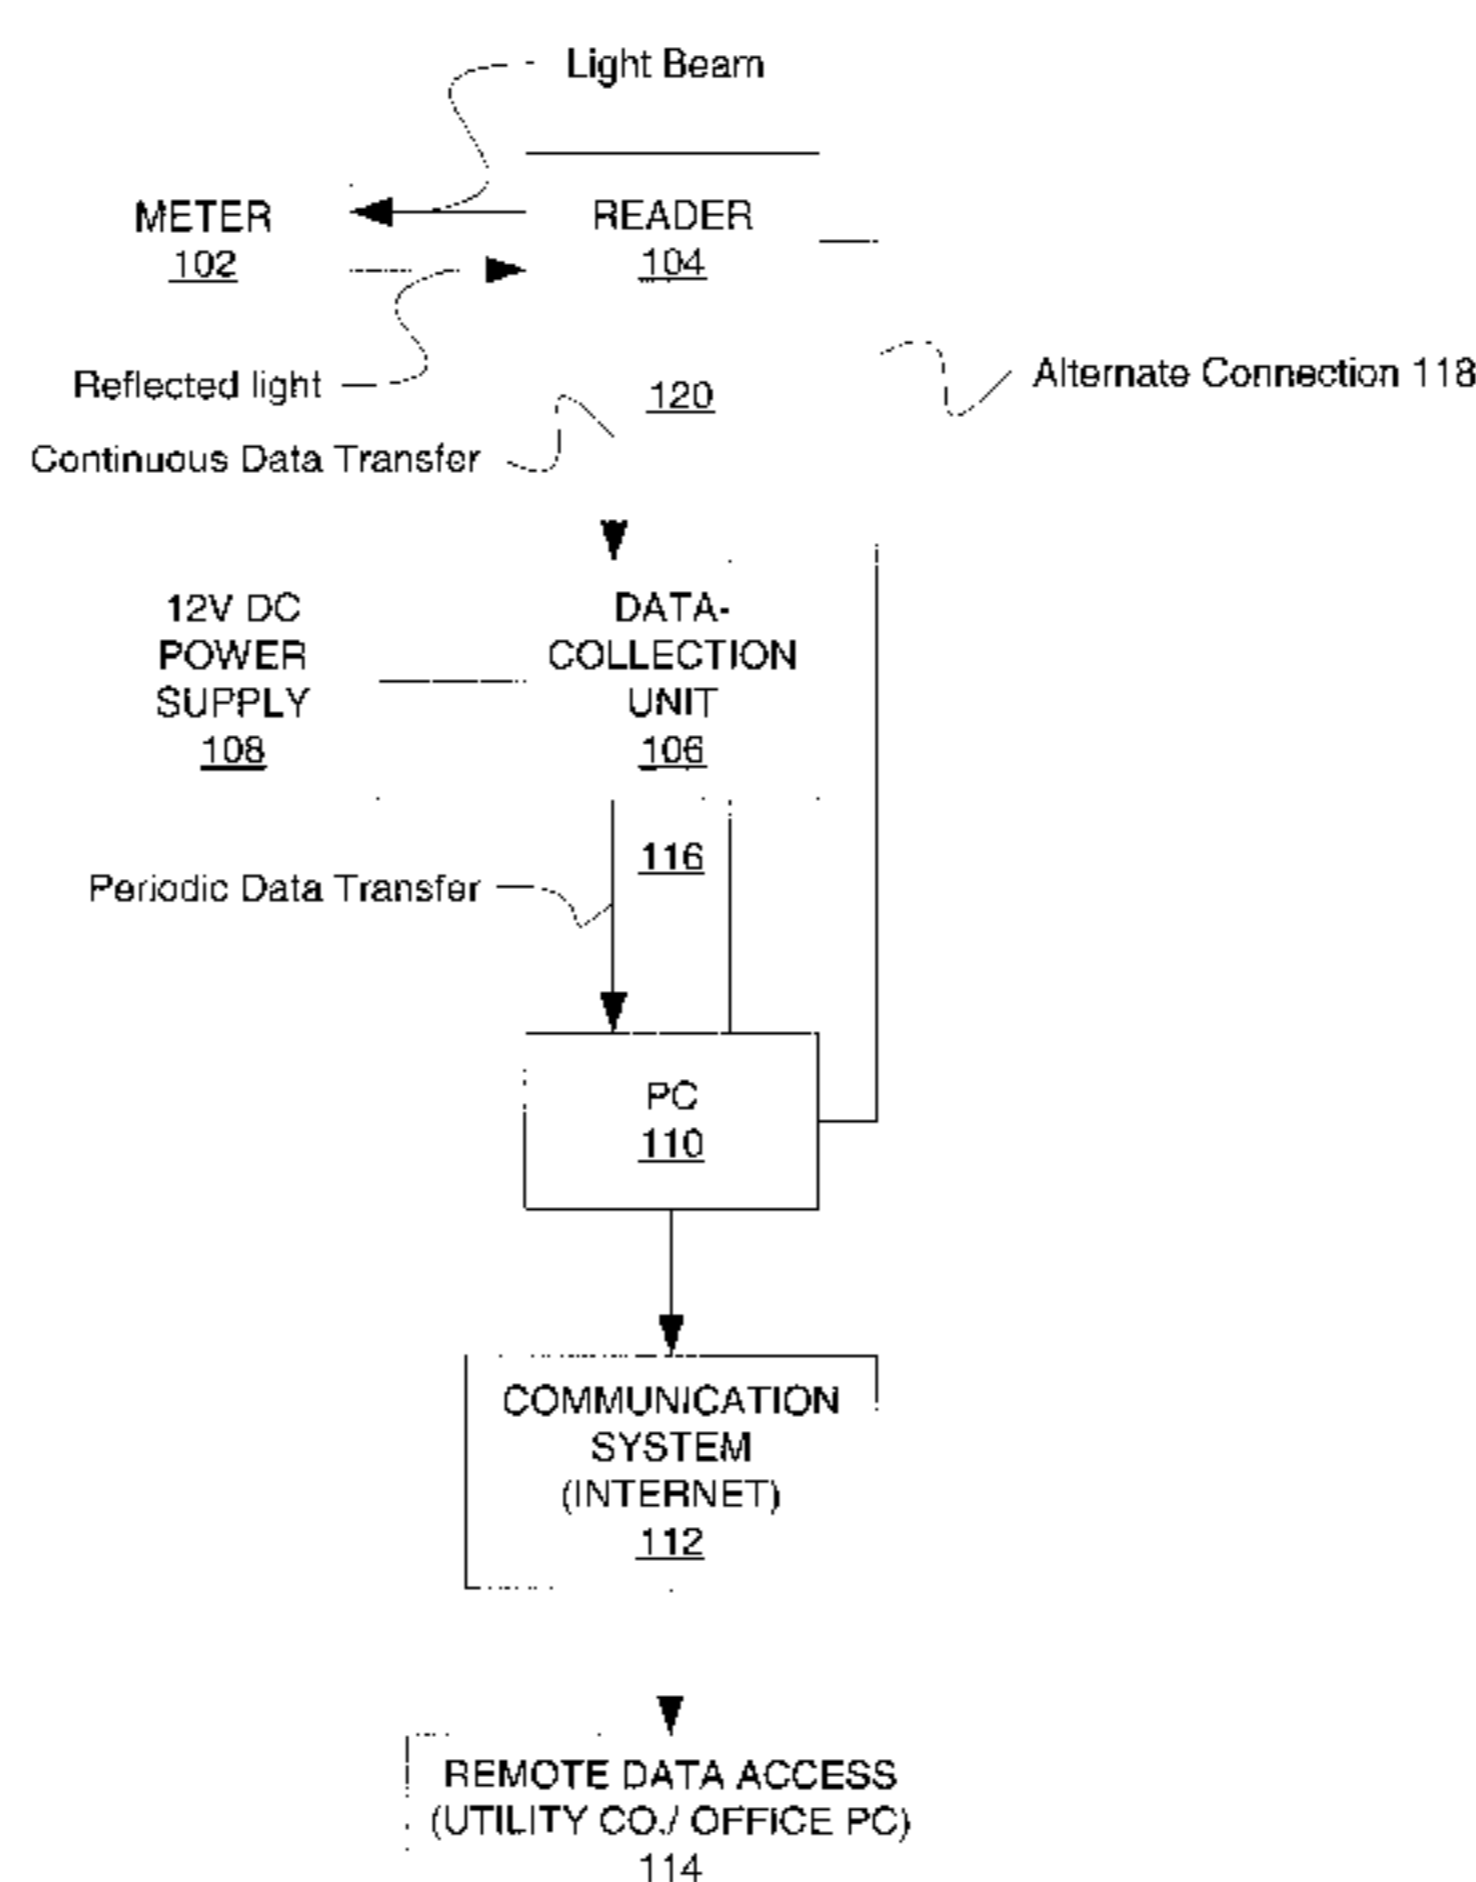 Light Beam
METER
102
READER
104
Reflected light
120
Alternate Connection 118
Continuous Data Transfer
12V DC
POWER
SUPPLY
108
DATA-
COLLECTION
UNIT
106
116
Periodic Data Transfer
PC
110
COMMUNICATION
SYSTEM
(INTERNET)
112
REMOTE DATA ACCESS
(UTILITY CO./ OFFICE PC)
114